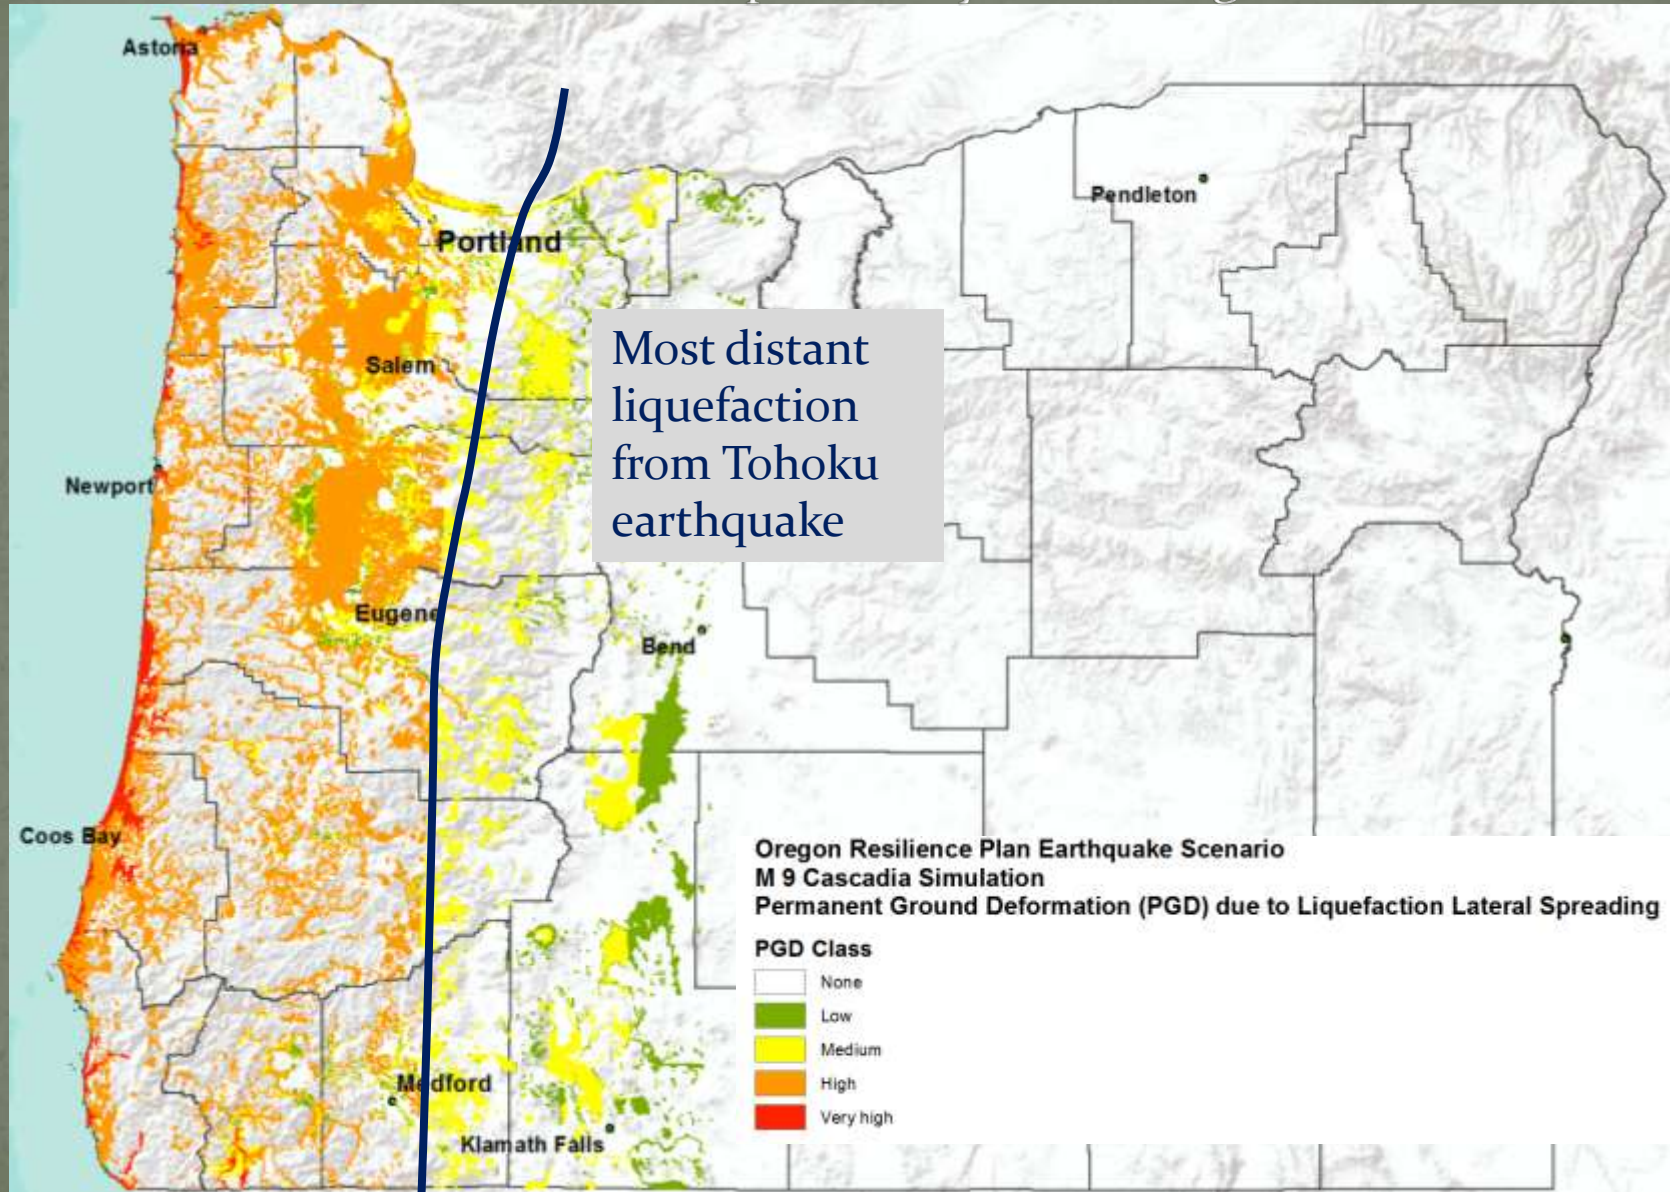 Astoria
Portland
Pendleton
Most distant
liquefaction
from Tohoku
earthquake
Salem
Newport
Eugene
Bend
Coos Bay
Oregon Resilience Plan Earthquake Scenario
M 9 Cascadia Simulation
Permanent Ground Deformation (PGD) due to Liquefaction Lateral Spreading
PGD Class
None
Low
Medium
High
Very high
Medford
Klamath Falls